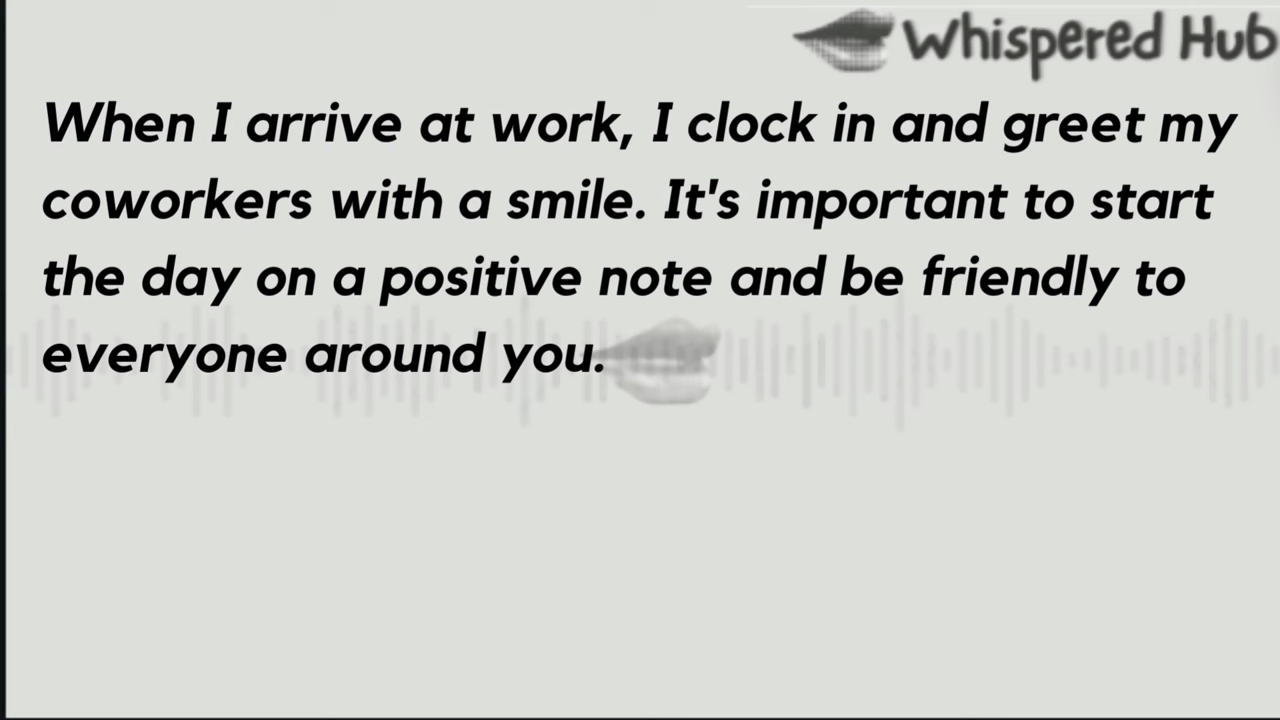 Whispered Hub
When I arrive at work, I clock in and greet my
coworkers with a smile. It's important to start
the day on a positive note and be friendly to
everyone around you.